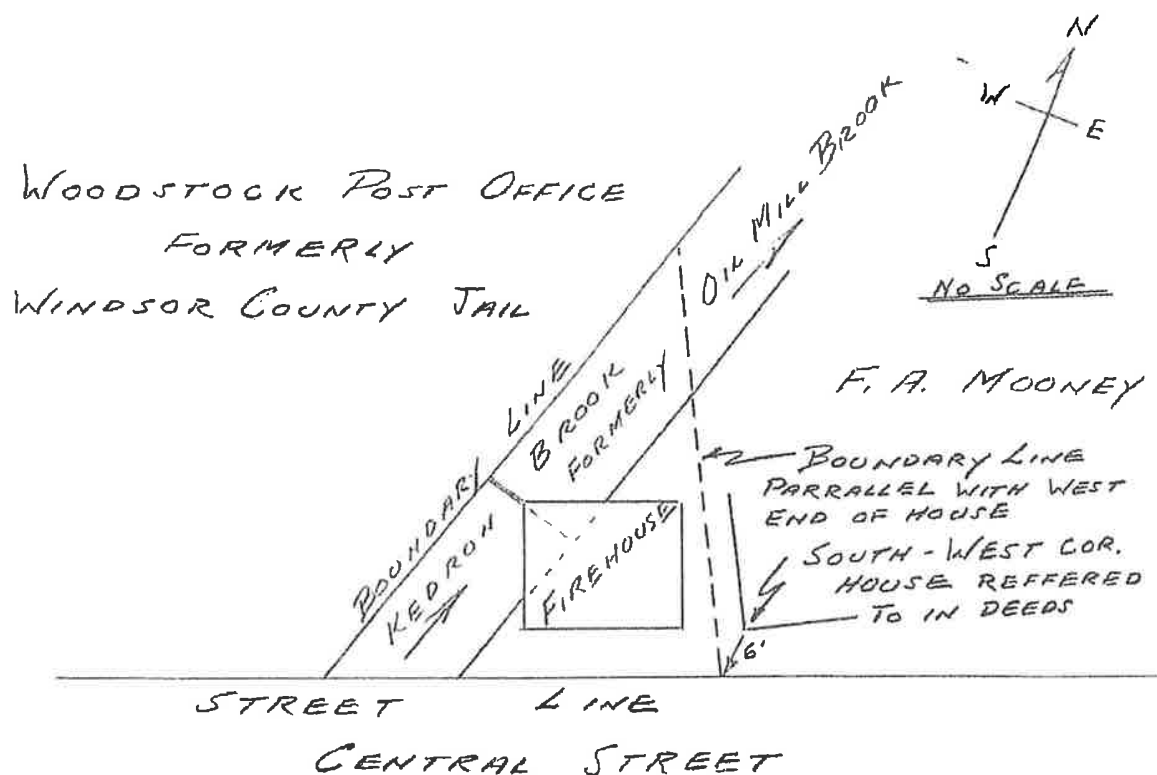 N
W
E
S
NO SCALE
WOODSTOCK POST OFFICE
FORMERLY
WINDSOR COUNTY JAIL
OIL MILL BROOK
BOUNDARY LINE
KEDRON BROOK
FORMERLY
FIREHOUSE
F. A. MOONEY
BOUNDARY LINE
PARRALLEL WITH WEST
END OF HOUSE
SOUTH-WEST COR.
HOUSE REFFERED
TO IN DEEDS
6'
STREET LINE
CENTRAL STREET